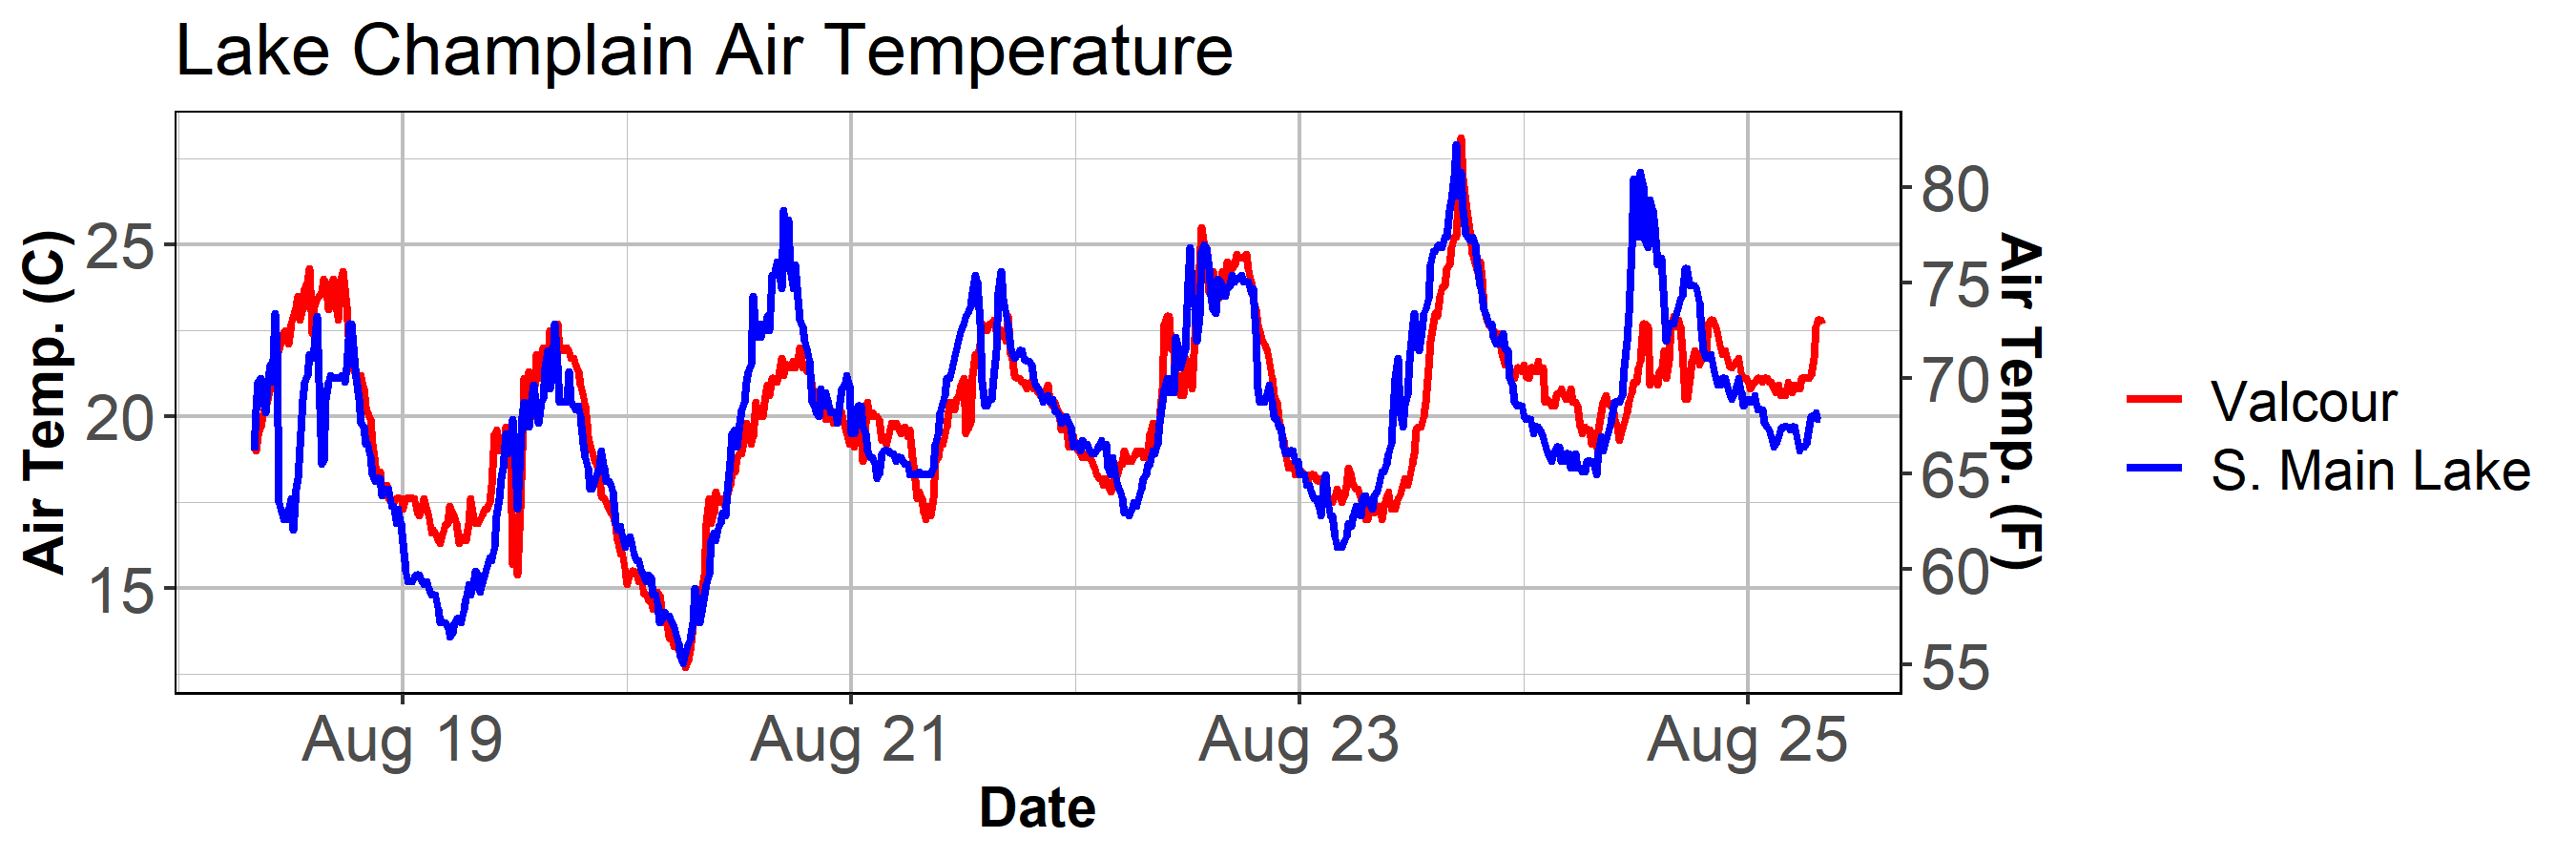 Lake Champlain Air Temperature
Air Temp. (C)
25
20
15
80
75
70
65
60
55
Air Temp. (F)
Aug 19
Aug 21
Aug 23
Aug 25
Date
Valcour
S. Main Lake